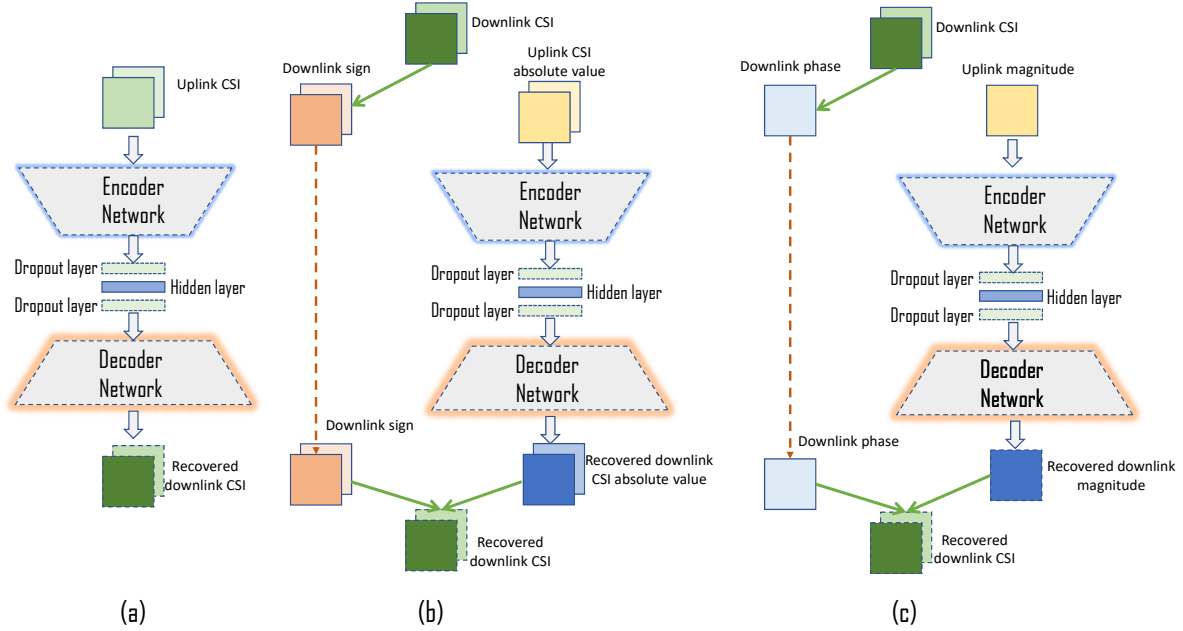 Uplink CSI
Encoder
Network
Dropout layer
Hidden layer
Dropout layer
Decoder
Network
Recovered
downlink CSI
(a)
Downlink CSI
Downlink sign
Uplink CSI
absolute value
Encoder
Network
Dropout layer
Hidden layer
Dropout layer
Decoder
Network
Downlink sign
Recovered downlink
CSI absolute value
Recovered
downlink CSI
(b)
Downlink CSI
Downlink phase
Uplink magnitude
Encoder
Network
Dropout layer
Hidden layer
Dropout layer
Decoder
Network
Downlink phase
Recovered downlink
magnitude
Recovered
downlink CSI
(c)